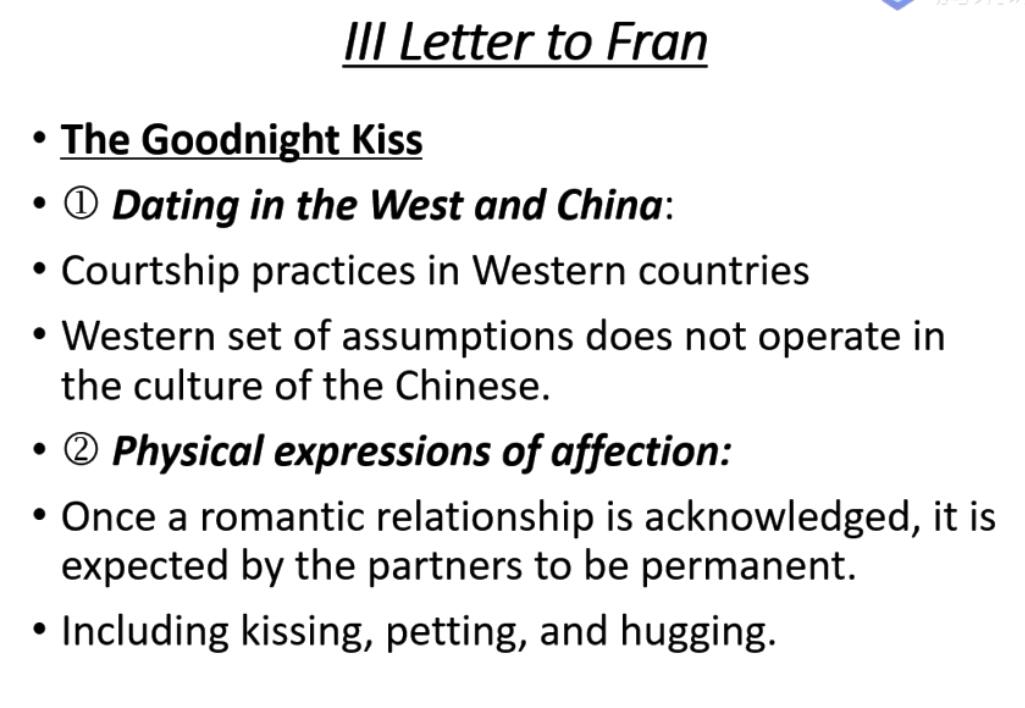 III Letter to Fran
• The Goodnight Kiss
• ① Dating in the West and China:
• Courtship practices in Western countries
• Western set of assumptions does not operate in
the culture of the Chinese.
• ② Physical expressions of affection:
• Once a romantic relationship is acknowledged, it is
expected by the partners to be permanent.
• Including kissing, petting, and hugging.